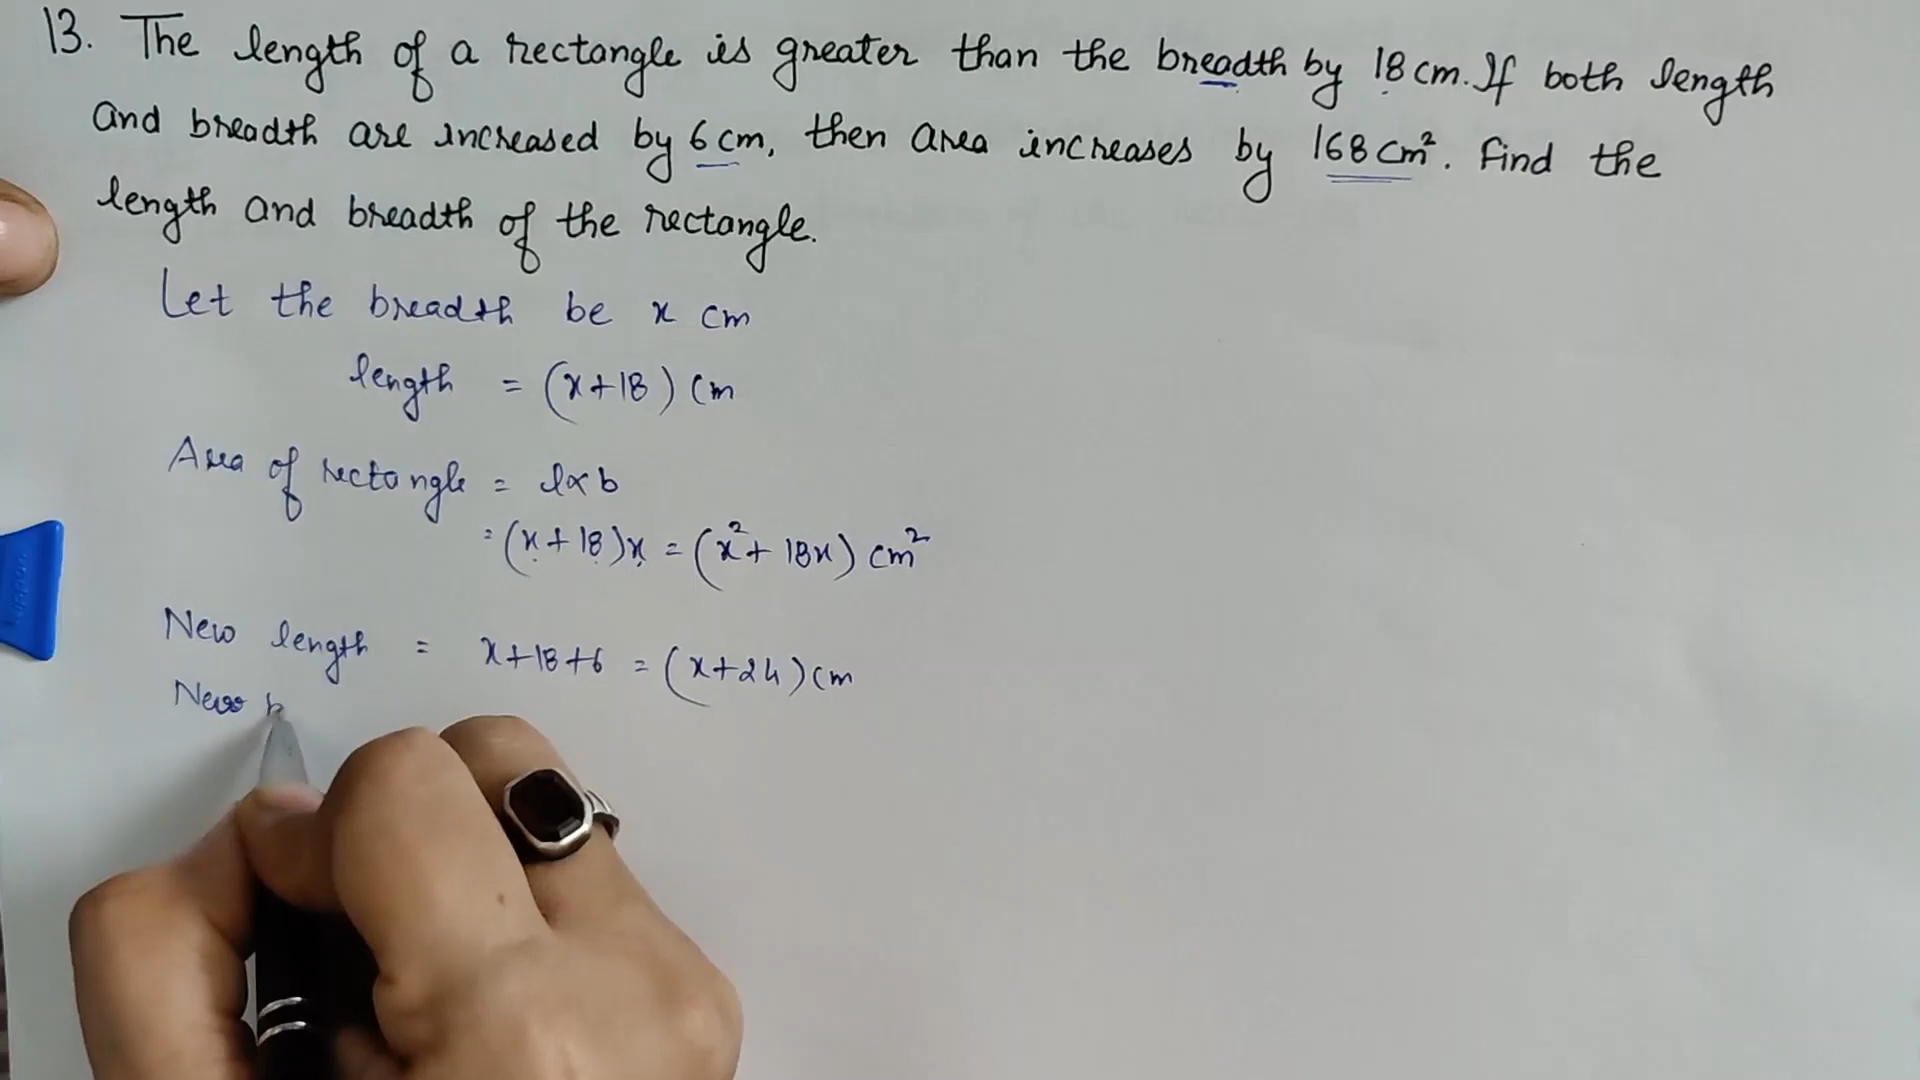 13. The length of a rectangle is greater than the breadth by 18 cm. If both length
and breadth are increased by 6 cm, then area increases by 168 cm². Find the
length and breadth of the rectangle.
Let the breadth be x cm
length = (x+18) cm
Area of rectangle = l×b
= (x+18)x = (x²+18x) cm²
New length = x+18+6 = (x+24) cm
New b